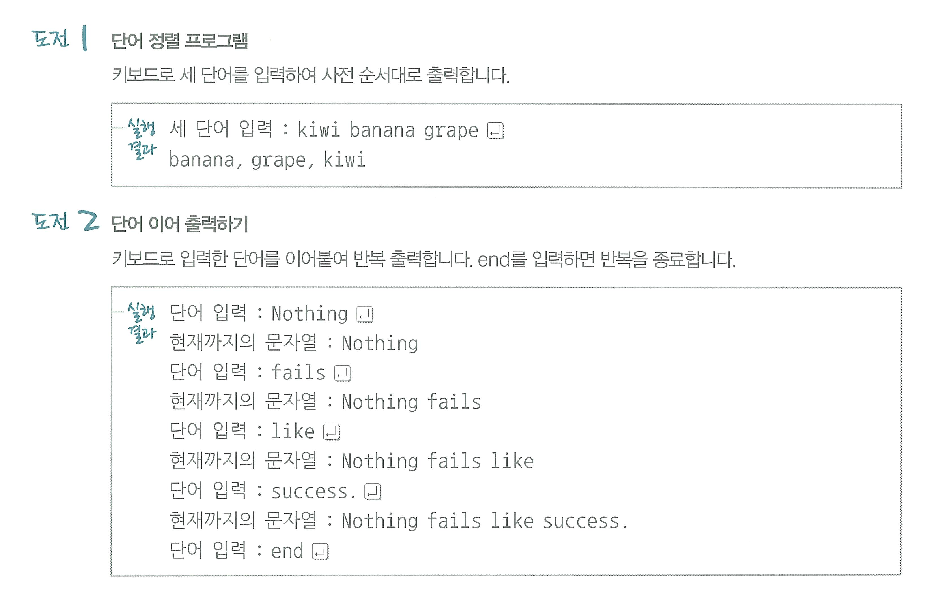 도전 1 단어 정렬 프로그램
키보드로 세 단어를 입력하여 사전 순서대로 출력합니다.
실행 결과
세 단어 입력 : kiwi banana grape ↵
banana, grape, kiwi
도전 2 단어 이어 출력하기
키보드로 입력한 단어를 이어붙여 반복 출력합니다. end를 입력하면 반복을 종료합니다.
실행 결과
단어 입력 : Nothing ↵
현재까지의 문자열 : Nothing
단어 입력 : fails ↵
현재까지의 문자열 : Nothing fails
단어 입력 : like ↵
현재까지의 문자열 : Nothing fails like
단어 입력 : success. ↵
현재까지의 문자열 : Nothing fails like success.
단어 입력 : end ↵